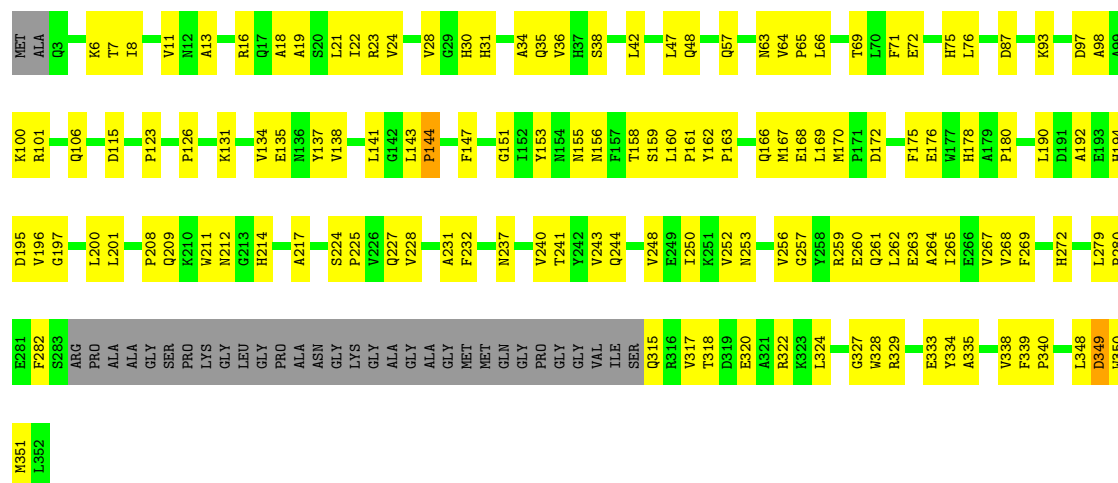 MET ALA Q3 K6 T7 I8 V11 N12 A13 R16 Q17 A18 A19 S20 L21 I22 R23 V24 V28 G29 H30 H31 A34 Q35 V36 H37 S38 L42 L47 Q48 Q57 N63 V64 P65 L66 T69 L70 F71 E72 H75 L76 D87 K93 D97 A98 A99
K100 R101 Q106 D115 P123 P126 K131 V134 E135 N136 Y137 V138 L141 G142 L143 P144 F147 G151 I152 Y153 N154 N155 N156 F157 T158 S159 L160 P161 Y162 P163 Q166 M167 E168 L169 M170 P171 D172 F175 E176 W177 H178 A179 P180 L190 D191 A192 E193 H194
D195 V196 G197 L200 L201 P208 Q209 K210 W211 N212 G213 H214 A217 S224 P225 V226 Q227 V228 A231 F232 N237 V240 T241 Y242 V243 Q244 V248 E249 I250 K251 V252 N253 V256 G257 Y258 R259 E260 Q261 L262 E263 A264 I265 E266 V267 V268 F269 H272 L279 P280
E281 F282 S283 ARG PRO ALA ALA GLY SER PRO LYS GLY LEU GLY PRO ALA ASN GLY LYS GLY ALA GLY ALA GLY MET MET GLN GLY PRO GLY GLY VAL ILE SER Q315 R316 V317 T318 D319 E320 A321 R322 K323 L324 G327 W328 R329 E333 Y334 A335 V338 F339 P340 L348 D349 W350
M351 L352